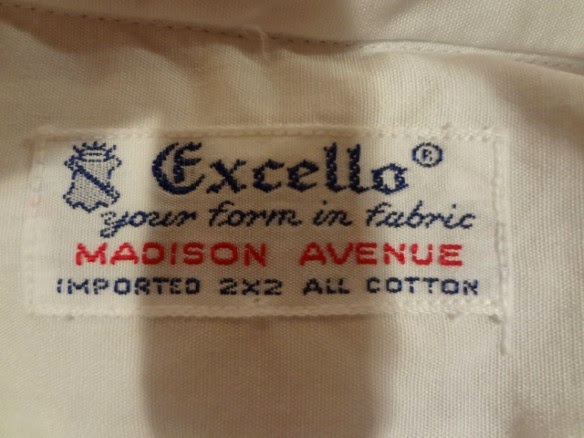 Excello®
your form in fabric
MADISON AVENUE
IMPORTED 2X2 ALL COTTON